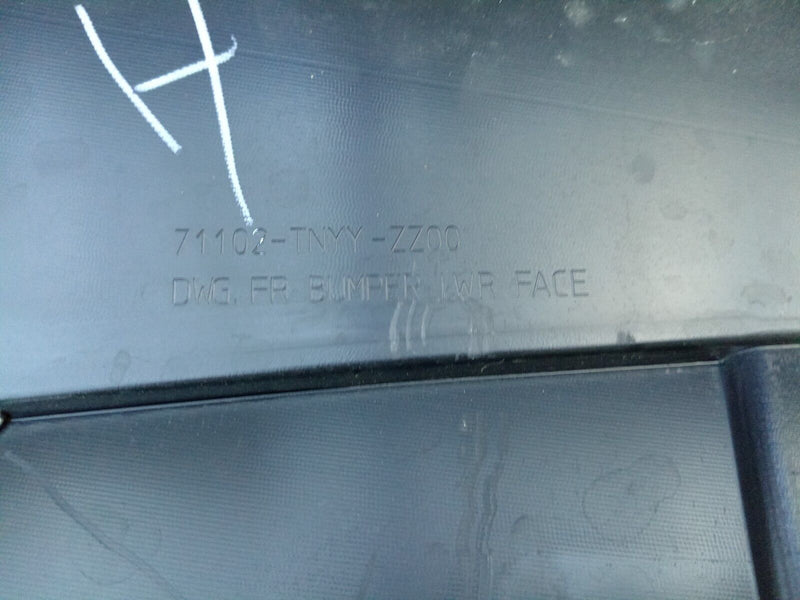 H
71102-TNYY-ZZ00
DWG. FR BUMPER LWR FACE